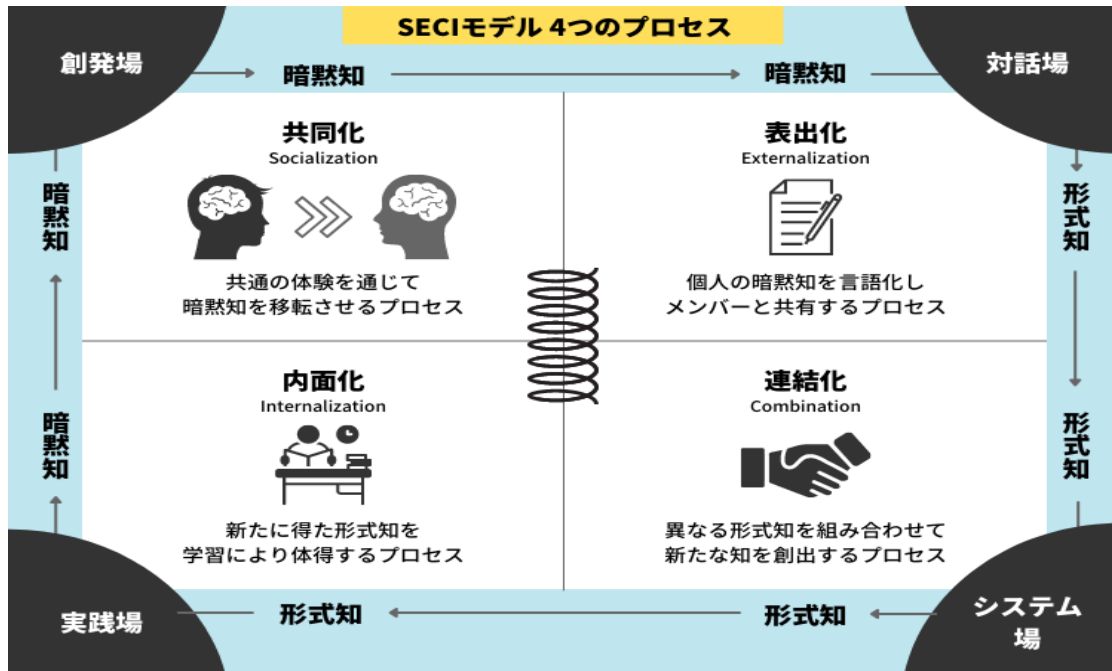 SECIモデル 4つのプロセス
創発場
暗黙知
暗黙知
対話場
共同化
Socialization
共通の体験を通じて
暗黙知を移転させるプロセス
表出化
Externalization
個人の暗黙知を言語化し
メンバーと共有するプロセス
暗黙知
形式知
内面化
Internalization
新たに得た形式知を
学習により体得するプロセス
連結化
Combination
異なる形式知を組み合わせて
新たな知を創出するプロセス
暗黙知
形式知
実践場
形式知
形式知
システム
場